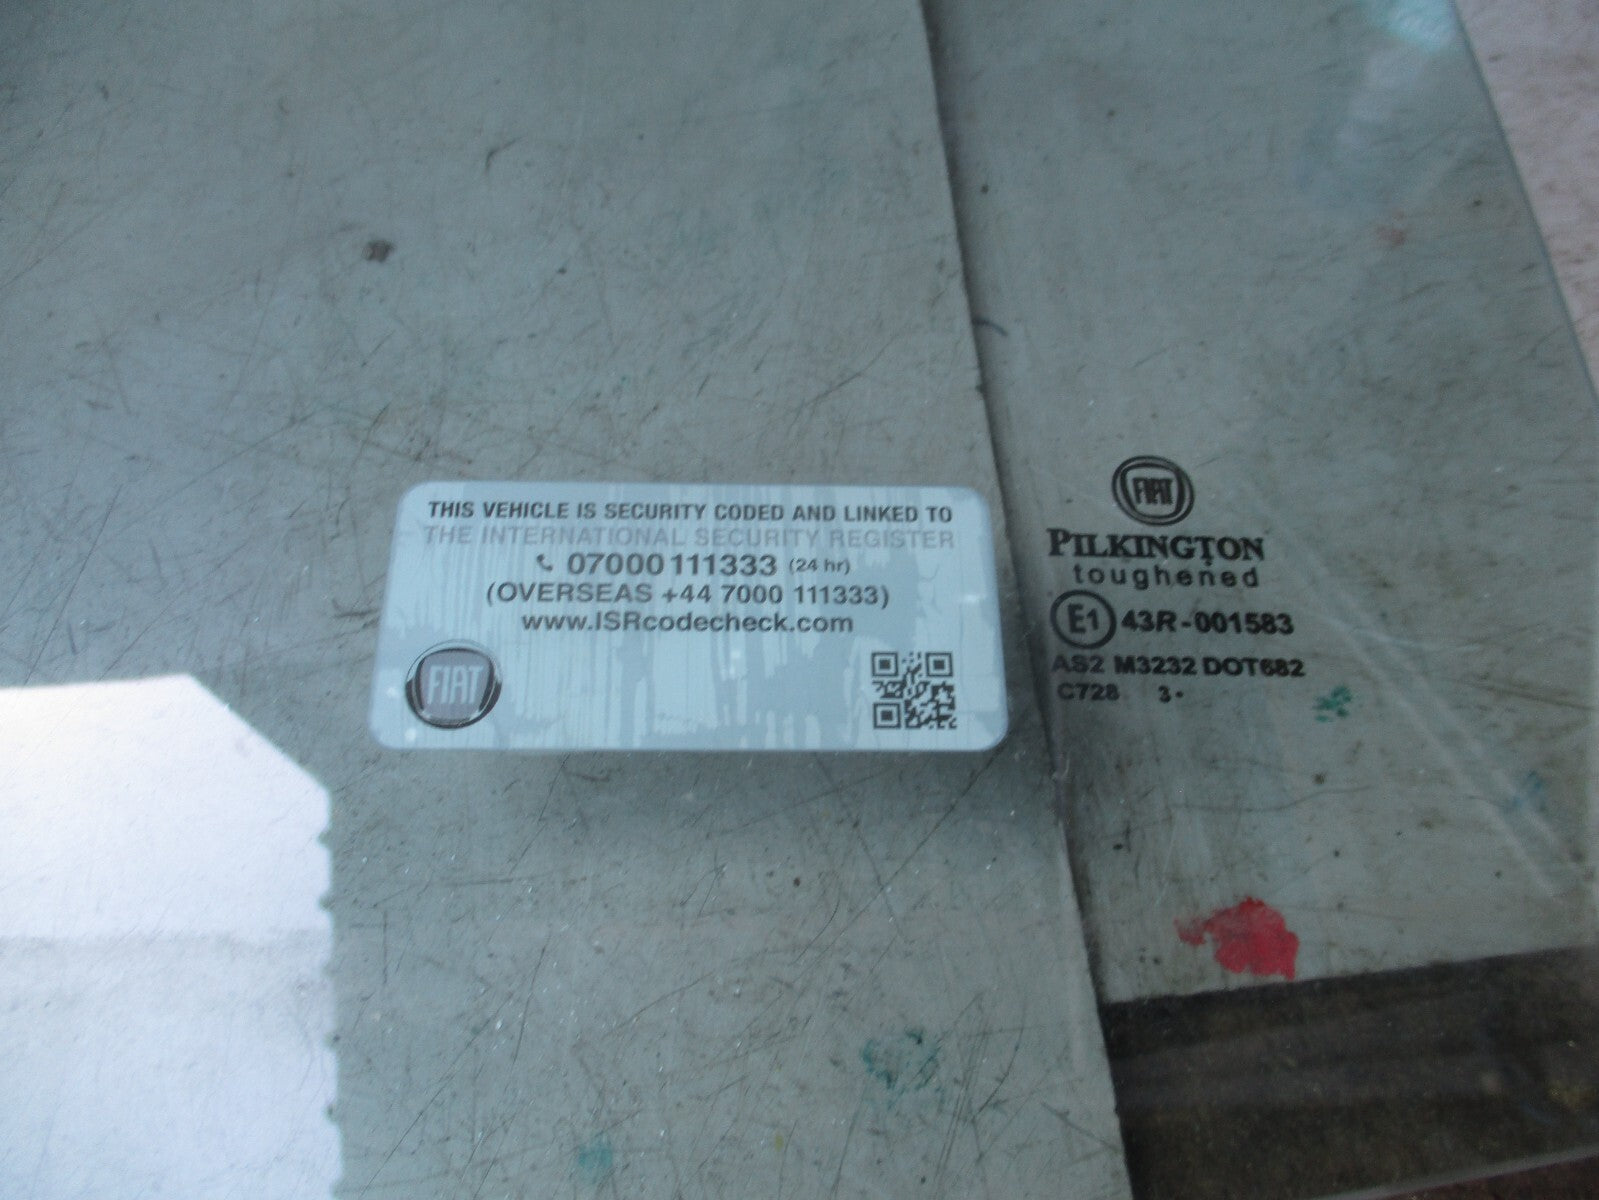 THIS VEHICLE IS SECURITY CODED AND LINKED TO
THE INTERNATIONAL SECURITY REGISTER
07000 111333 (24 hr)
(OVERSEAS +44 7000 111333)
www.ISRcodecheck.com
FIAT
FIAT
PILKINGTON
toughened
E1 43R-001583
AS2 M3232 DOT682
C728 3.